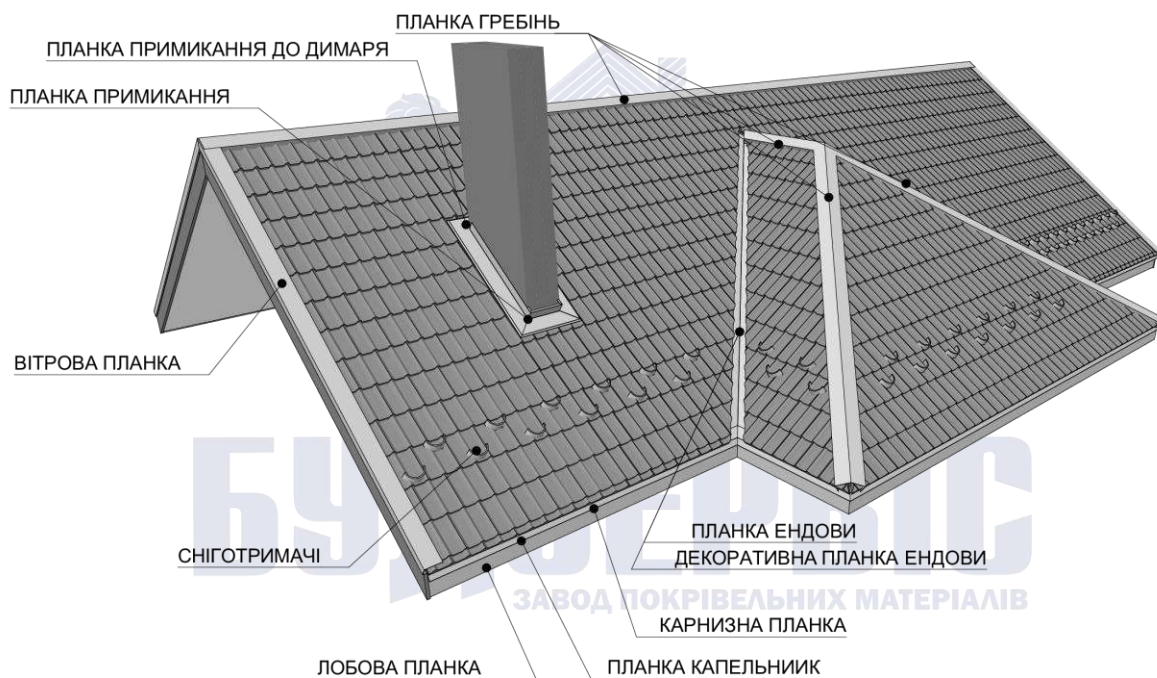 ПЛАНКА ГРЕБІНЬ
ПЛАНКА ПРИМИКАННЯ ДО ДИМАРЯ
ПЛАНКА ПРИМИКАННЯ
ВІТРОВА ПЛАНКА
СНІГОТРИМАЧІ
ПЛАНКА ЕНДОВИ
ДЕКОРАТИВНА ПЛАНКА ЕНДОВИ
БУДСЕРВІС
ЗАВОД ПОКРІВЕЛЬНИХ МАТЕРІАЛІВ
КАРНИЗНА ПЛАНКА
ЛОБОВА ПЛАНКА
ПЛАНКА КАПЕЛЬНИИК